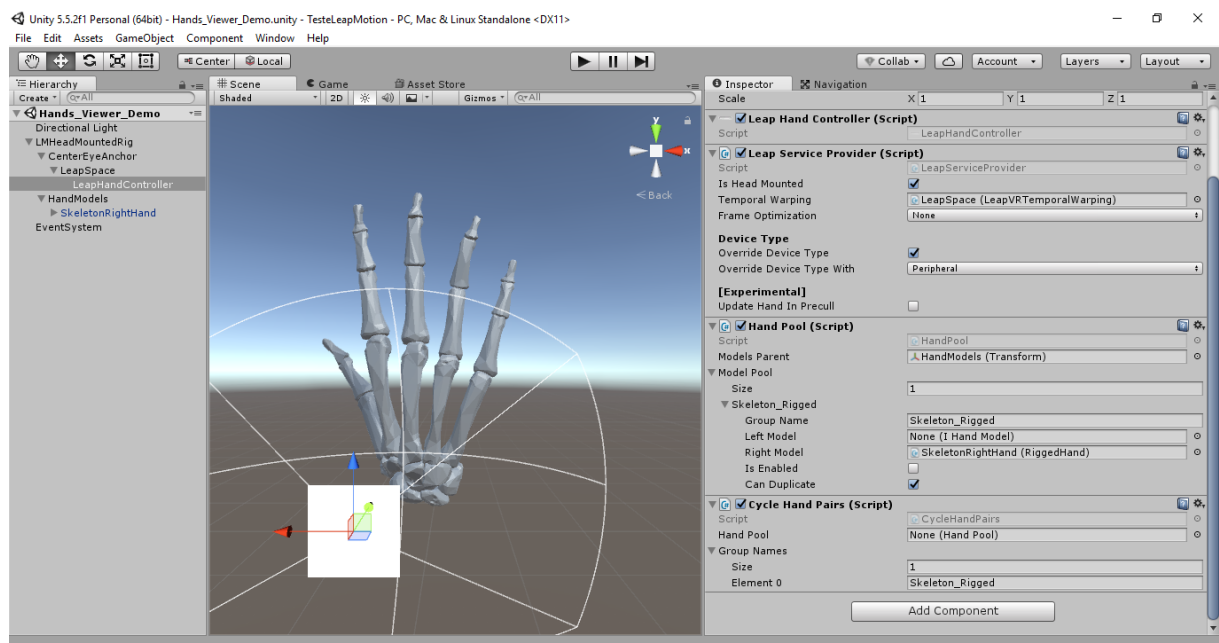 Unity 5.5.2f1 Personal (64bit) - Hands_Viewer_Demo.unity - TesteLeapMotion - PC, Mac & Linux Standalone <DX11>
File Edit Assets GameObject Component Window Help
Center Local Collab Account Layers Layout
Hierarchy
Create All
Hands_Viewer_Demo
Directional Light
LMHeadMountedRig
CenterEyeAnchor
LeapSpace
LeapHandController
HandModels
SkeletonRightHand
EventSystem
Scene Game Asset Store
Shaded 2D Gizmos All
y
x
Back
Inspector Navigation
Scale X 1 Y 1 Z 1
Leap Hand Controller (Script)
Script LeapHandController
Leap Service Provider (Script)
Script LeapServiceProvider
Is Head Mounted
Temporal Warping LeapSpace (LeapVRTemporalWarping)
Frame Optimization None
Device Type
Override Device Type
Override Device Type With Peripheral
[Experimental]
Update Hand In Precull
Hand Pool (Script)
Script HandPool
Models Parent HandModels (Transform)
Model Pool
Size 1
Skeleton_Rigged
Group Name Skeleton_Rigged
Left Model None (I Hand Model)
Right Model SkeletonRightHand (RiggedHand)
Is Enabled
Can Duplicate
Cycle Hand Pairs (Script)
Script CycleHandPairs
Hand Pool None (Hand Pool)
Group Names
Size 1
Element 0 Skeleton_Rigged
Add Component